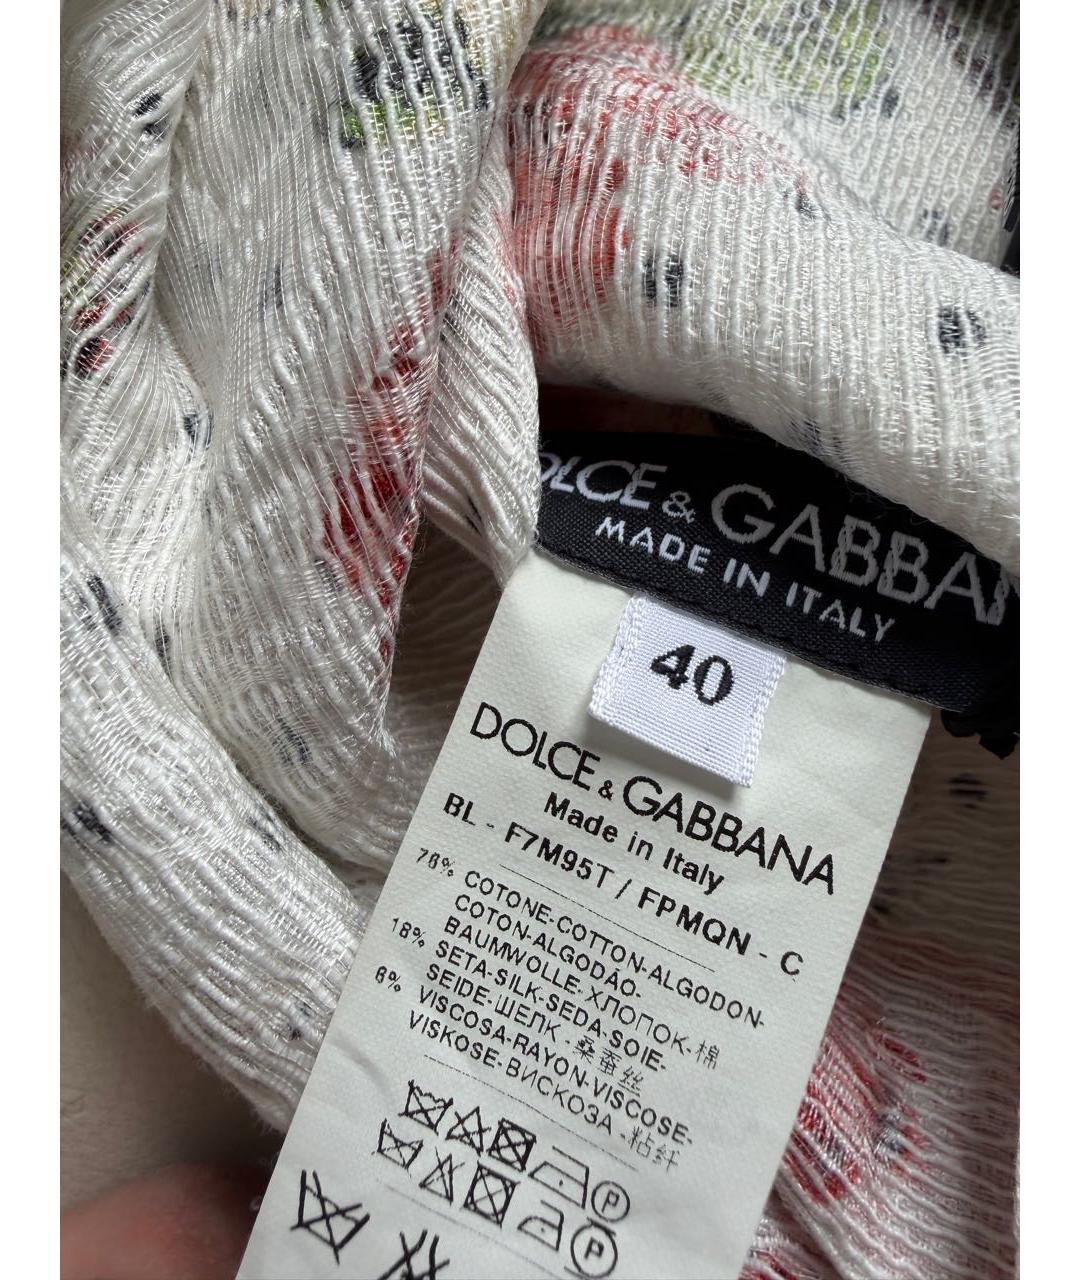 DOLCE & GABBAN
MADE IN ITALY
40
DOLCE & GABBANA
Made in Italy
BL - F7M95T / FPMQN - C
76% COTONE-COTTON-ALGODON-
COTON-ALGODÃO-
BAUMWOLLE-ХЛОПОК-棉
18% SETA-SILK-SEDA-SOIE-
SEIDE-ШЕЛК-桑蚕丝
6% VISCOSA-RAYON-VISCOSE-
VISKOSE-ВИСКОЗА-粘纤
P
P